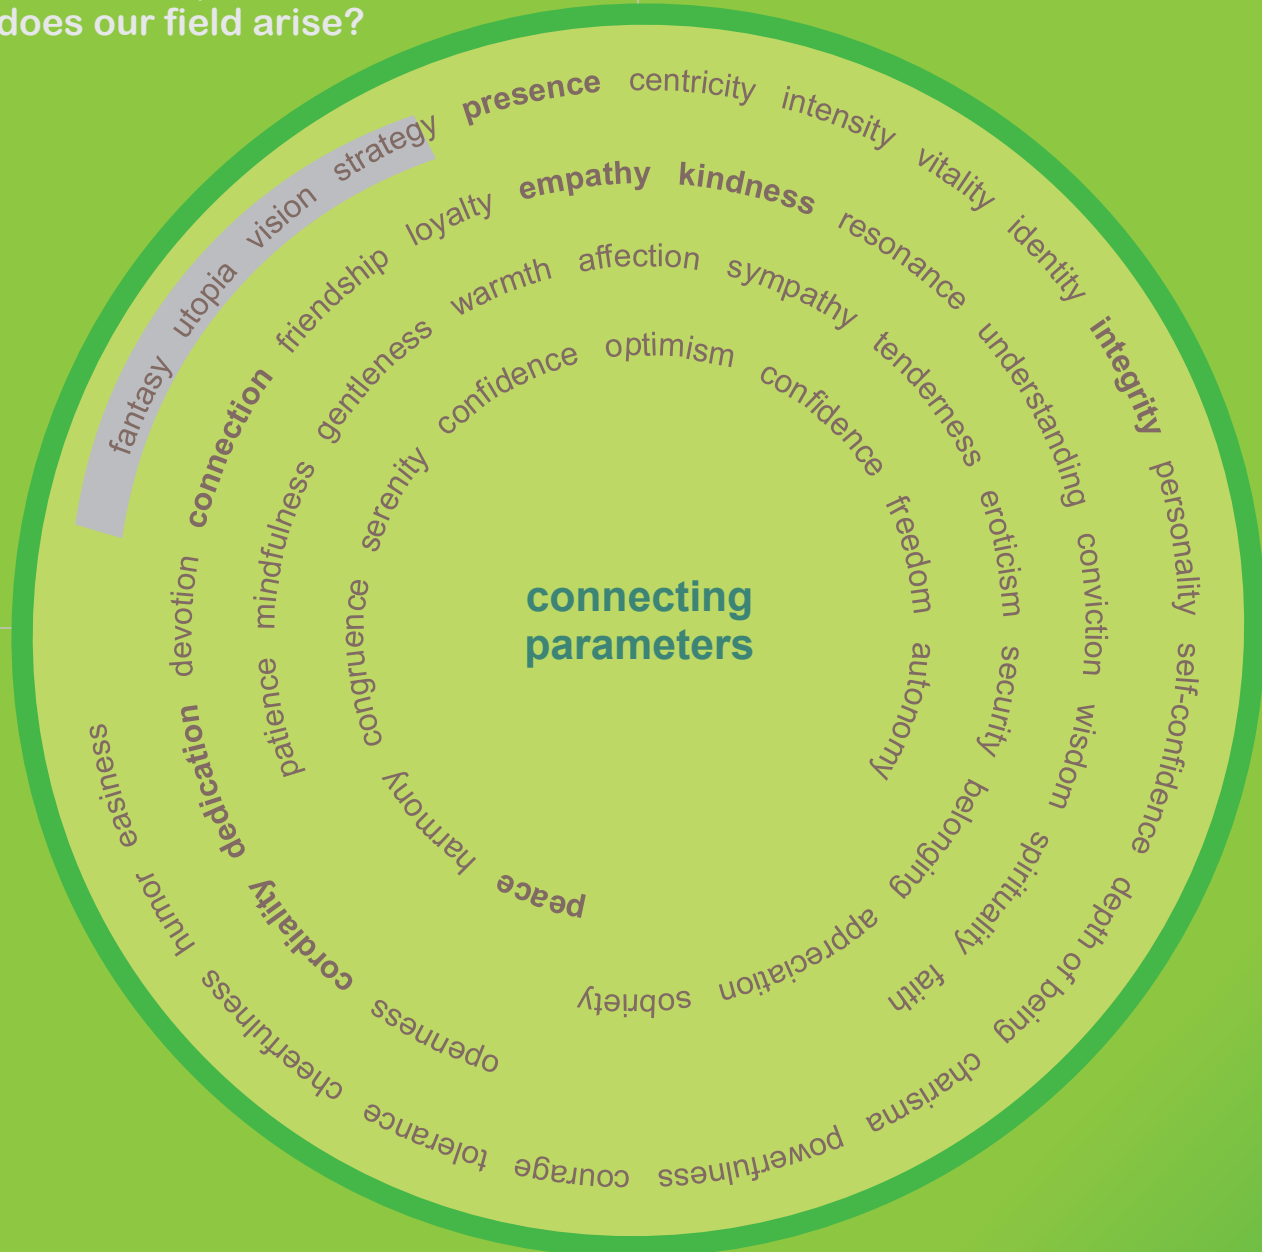 does our field arise?
fantasy utopia vision strategy presence centricity intensity vitality identity integrity personality self-confidence depth of being charisma powerfulness courage tolerance cheerfulness humor easiness
openness cordiality dedication devotion connection friendship loyalty empathy kindness resonance understanding conviction wisdom spirituality faith
patience mindfulness gentleness warmth affection sympathy tenderness eroticism security belonging appreciation sobriety
peace harmony congruence serenity confidence optimism confidence freedom autonomy
connecting
parameters